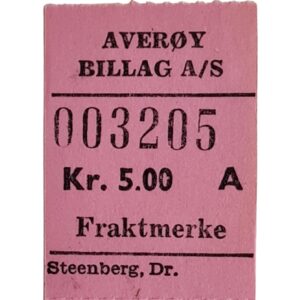 AVERØY
BILLAG A/S
003205
Kr. 5.00 A
Fraktmerke
Steenberg, Dr.